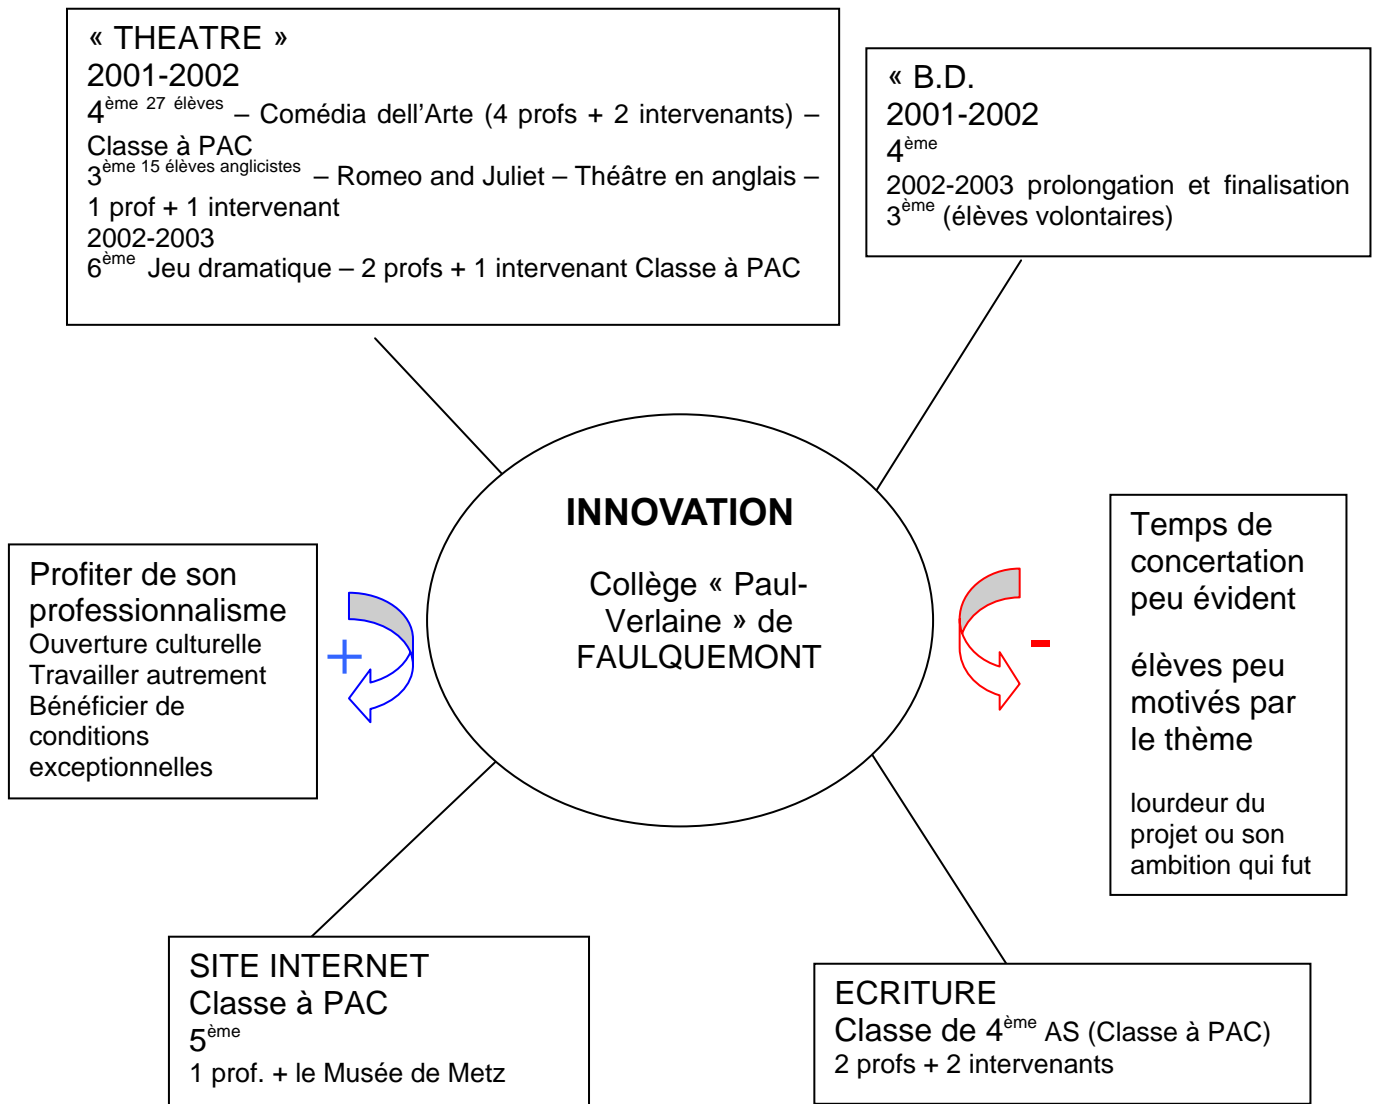 « THEATRE »
2001-2002
4ème 27 élèves – Comédia dell'Arte (4 profs + 2 intervenants) –
Classe à PAC
3ème 15 élèves anglicistes – Romeo and Juliet – Théâtre en anglais –
1 prof + 1 intervenant
2002-2003
6ème Jeu dramatique – 2 profs + 1 intervenant Classe à PAC
« B.D.
2001-2002
4ème
2002-2003 prolongation et finalisation
3ème (élèves volontaires)
INNOVATION
Collège « Paul-
Verlaine » de
FAULQUEMONT
Profiter de son
professionnalisme
Ouverture culturelle
Travailler autrement
Bénéficier de
conditions
exceptionnelles
+
-
Temps de
concertation
peu évident
élèves peu
motivés par
le thème
lourdeur du
projet ou son
ambition qui fut
SITE INTERNET
Classe à PAC
5ème
1 prof. + le Musée de Metz
ECRITURE
Classe de 4ème AS (Classe à PAC)
2 profs + 2 intervenants